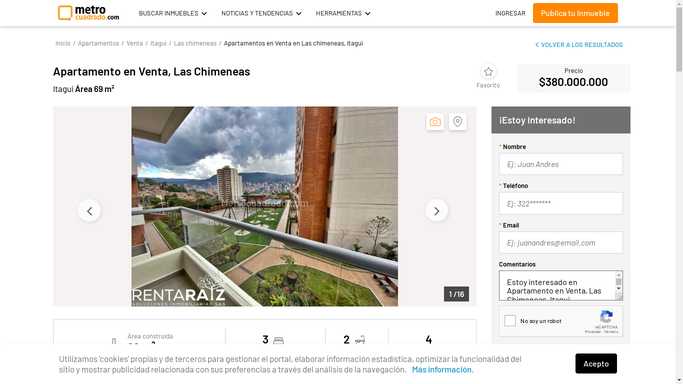 metro
cuadrado.com
BUSCAR INMUEBLES
NOTICIAS Y TENDENCIAS
HERRAMIENTAS
INGRESAR
Publica tu Inmueble
Inicio / Apartamentos / Venta / Itagui / Las chimeneas / Apartamentos en Venta en Las chimeneas, itagui
VOLVER A LOS RESULTADOS
Apartamento en Venta, Las Chimeneas
Itagui Área 69 m²
Favorito
Precio
$380.000.000
RENTARAÍZ
SOLUCIONES INMOBILIARIAS SAS
1 /16
¡Estoy Interesado!
* Nombre
Ej: Juan Andres
* Teléfono
Ej: 322*******
* Email
Ej: juanandres@email.com
Comentarios
Estoy interesado en
Apartamento en Venta, Las
Chimeneas, Itagui
No soy un robot
reCAPTCHA
Área construida
3
2
4
Utilizamos 'cookies' propias y de terceros para gestionar el portal, elaborar información estadística, optimizar la funcionalidad del
sitio y mostrar publicidad relacionada con sus preferencias a través del análisis de la navegación. Más información.
Acepto